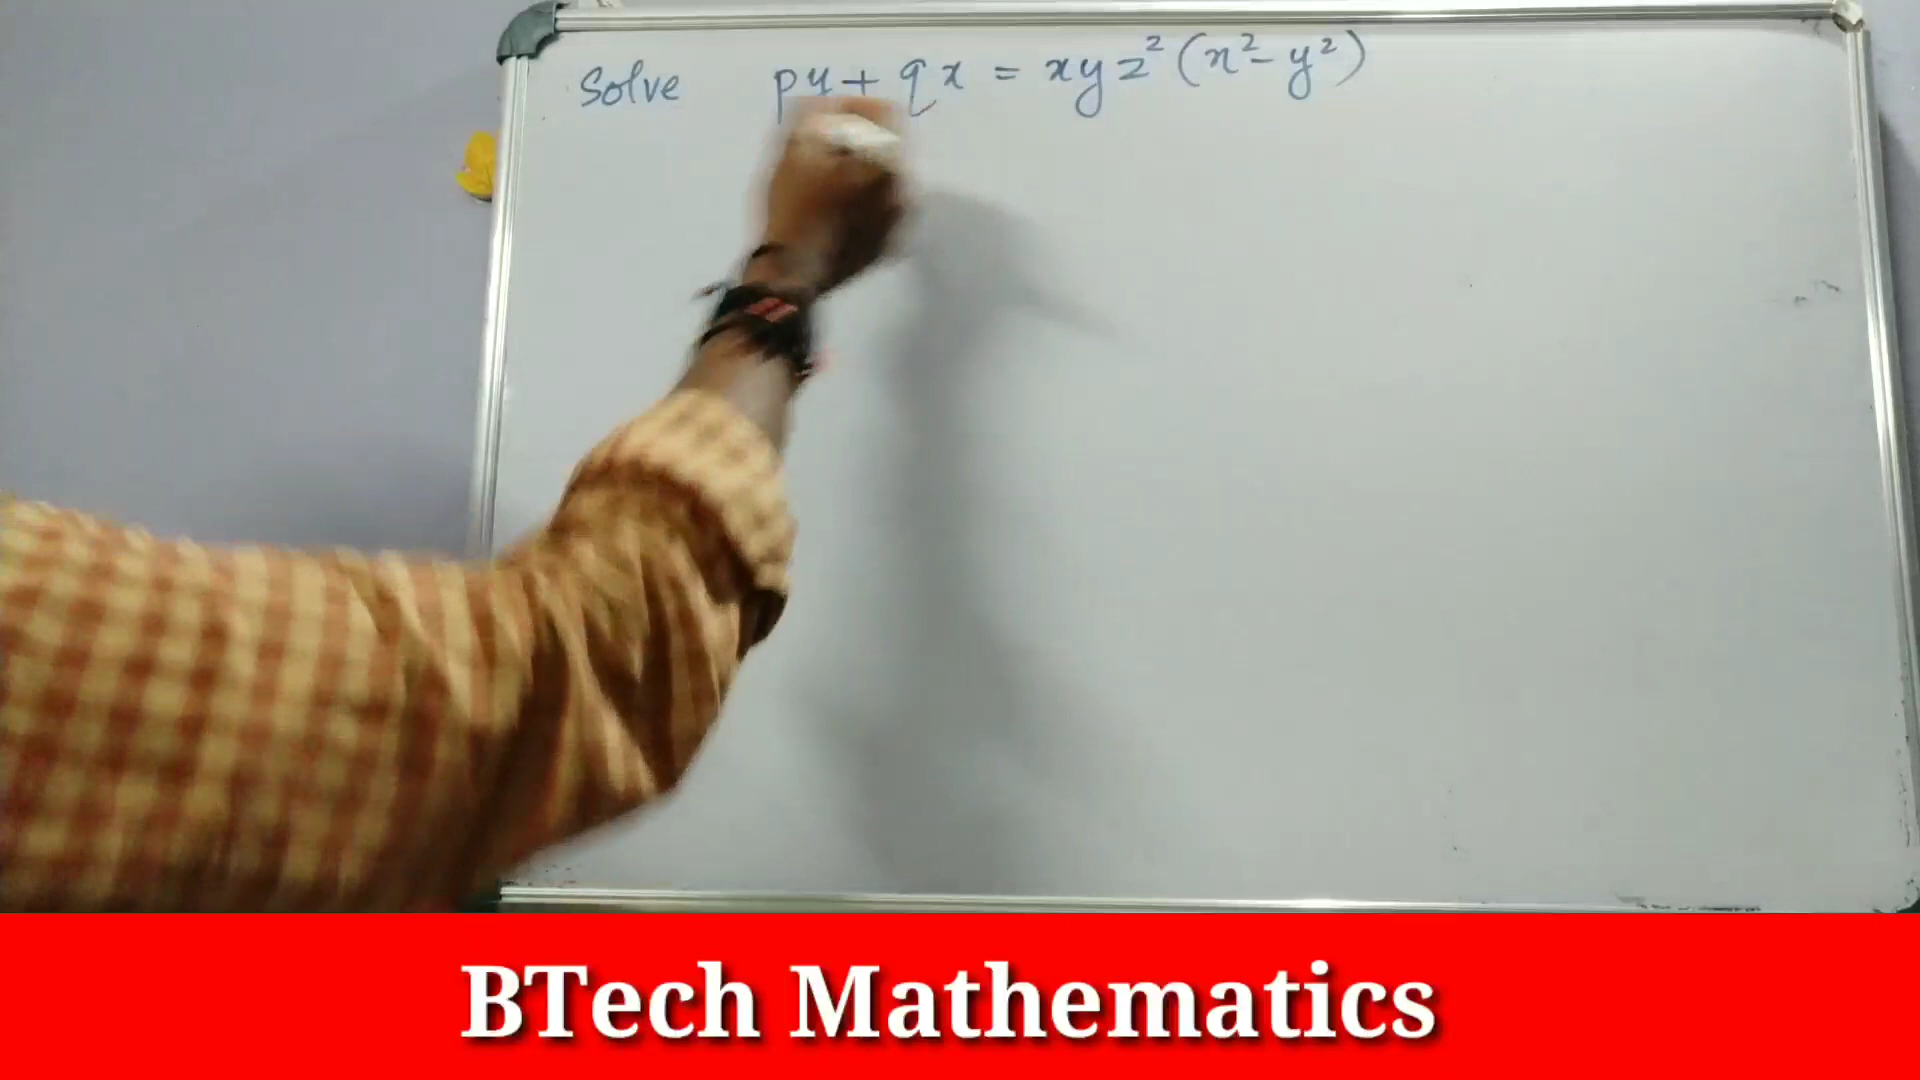 Solve py + qx = xyz²(x²-y²)
BTech Mathematics